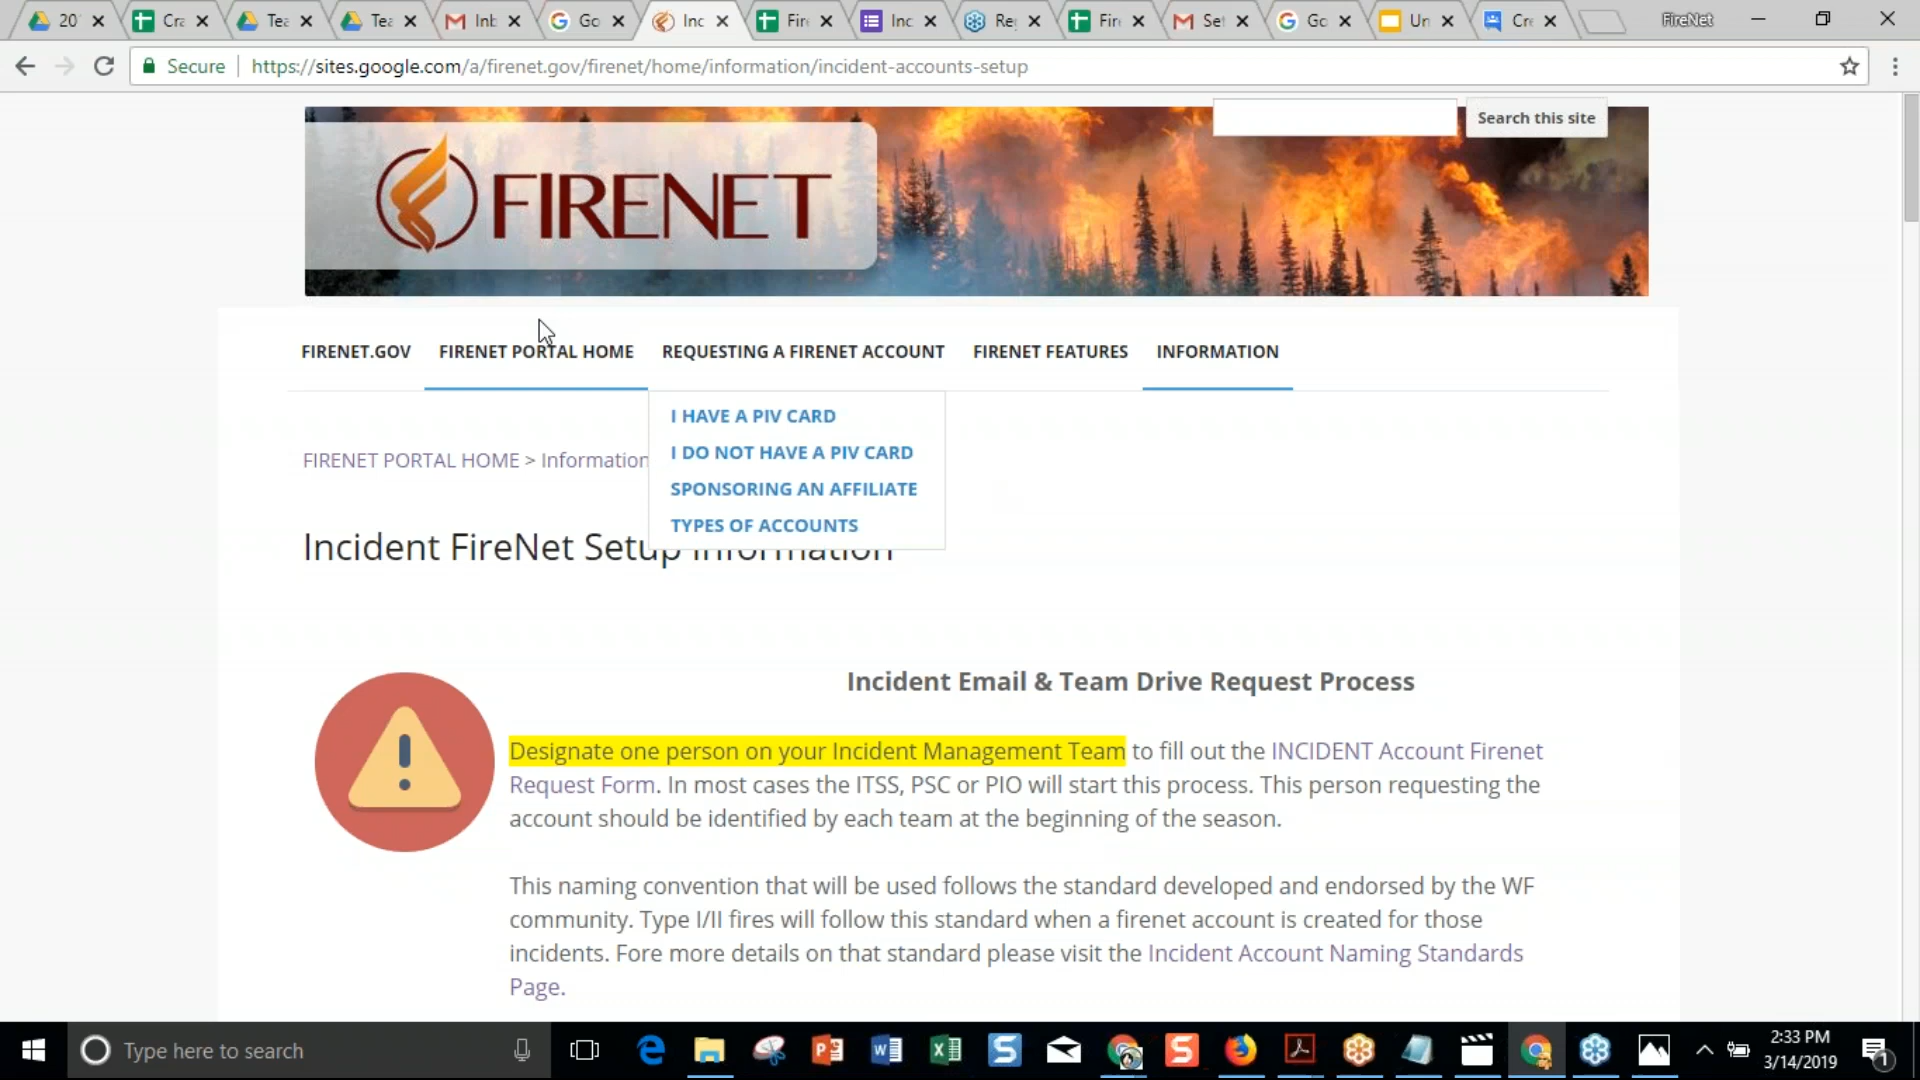 20
Cra
Tea
Tea
Inb
Go
Inc
Fir
Inc
Re
Fir
Set
Go
Un
Cre
FireNet
Secure
https://sites.google.com/a/firenet.gov/firenet/home/information/incident-accounts-setup
Search this site
FIRENET
FIRENET.GOV
FIRENET PORTAL HOME
REQUESTING A FIRENET ACCOUNT
FIRENET FEATURES
INFORMATION
I HAVE A PIV CARD
I DO NOT HAVE A PIV CARD
SPONSORING AN AFFILIATE
TYPES OF ACCOUNTS
FIRENET PORTAL HOME > Information
Incident FireNet Setup Information
Incident Email & Team Drive Request Process
Designate one person on your Incident Management Team to fill out the INCIDENT Account Firenet
Request Form. In most cases the ITSS, PSC or PIO will start this process. This person requesting the
account should be identified by each team at the beginning of the season.
This naming convention that will be used follows the standard developed and endorsed by the WF
community. Type I/II fires will follow this standard when a firenet account is created for those
incidents. Fore more details on that standard please visit the Incident Account Naming Standards
Page.
Type here to search
2:33 PM
3/14/2019
1